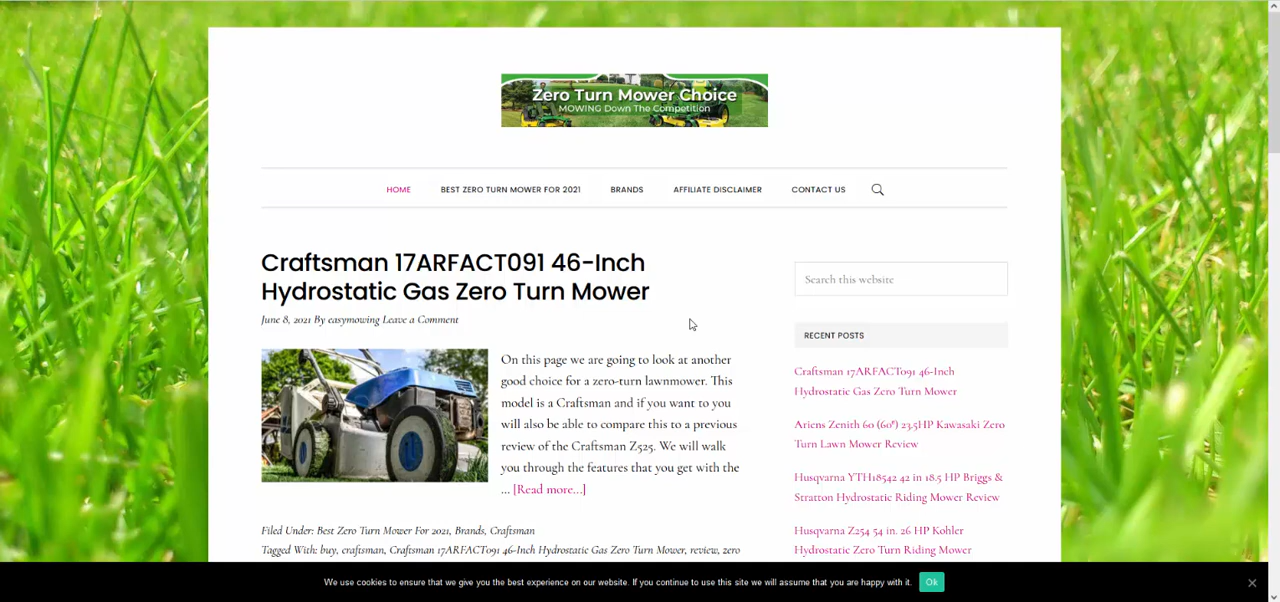 Zero Turn Mower Choice
MOWING Down The Competition
HOME BEST ZERO TURN MOWER FOR 2021 BRANDS AFFILIATE DISCLAIMER CONTACT US
Craftsman 17ARFACT091 46-Inch
Hydrostatic Gas Zero Turn Mower
June 8, 2021 By easymowing Leave a Comment
On this page we are going to look at another
good choice for a zero-turn lawnmower. This
model is a Craftsman and if you want to you
will also be able to compare this to a previous
review of the Craftsman Z525. We will walk
you through the features that you get with the
... [Read more...]
Filed Under: Best Zero Turn Mower For 2021, Brands, Craftsman
Tagged With: buy, craftsman, Craftsman 17ARFACT091 46-Inch Hydrostatic Gas Zero Turn Mower, review, zero
Search this website
RECENT POSTS
Craftsman 17ARFACT091 46-Inch
Hydrostatic Gas Zero Turn Mower
Ariens Zenith 60 (60") 23.5HP Kawasaki Zero
Turn Lawn Mower Review
Husqvarna YTH18542 42 in 18.5 HP Briggs &
Stratton Hydrostatic Riding Mower Review
Husqvarna Z254 54 in. 26 HP Kohler
Hydrostatic Zero Turn Riding Mower
We use cookies to ensure that we give you the best experience on our website. If you continue to use this site we will assume that you are happy with it. Ok